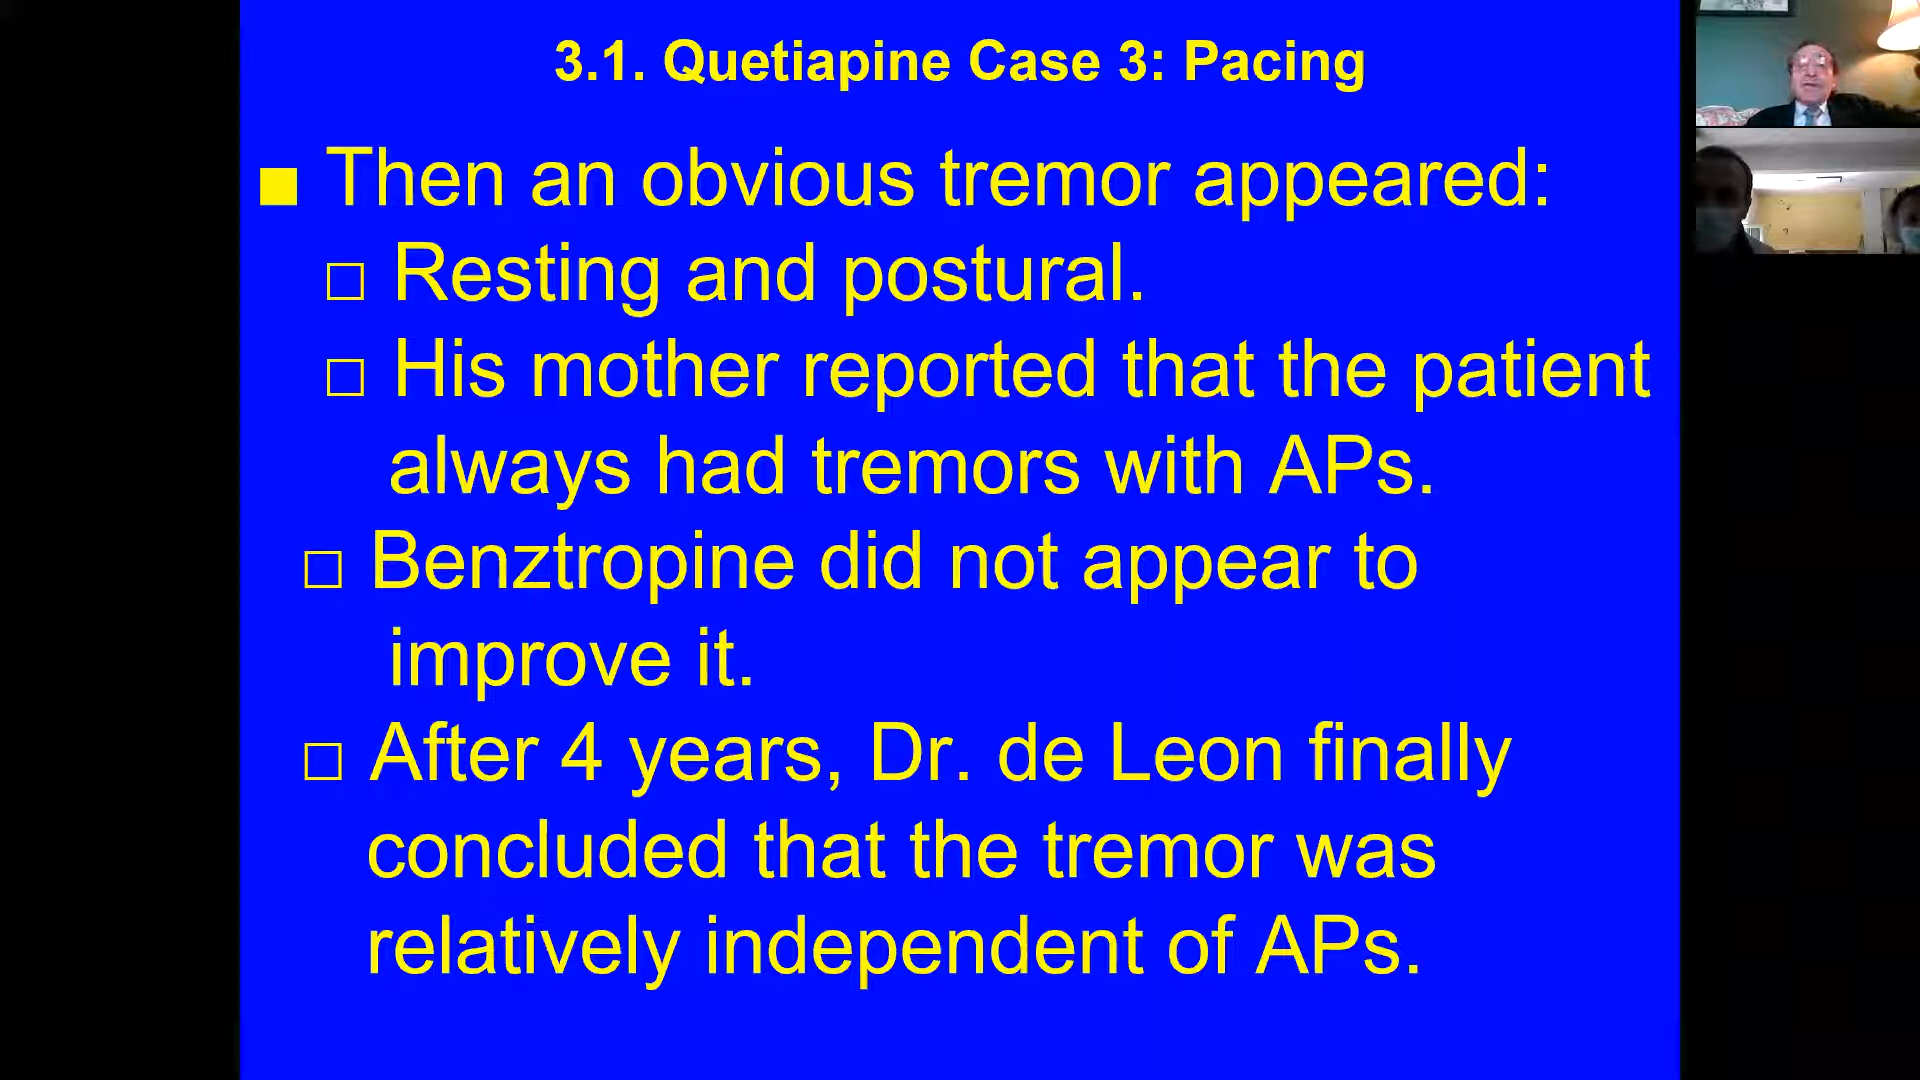 3.1. Quetiapine Case 3: Pacing
■ Then an obvious tremor appeared:
□ Resting and postural.
□ His mother reported that the patient
always had tremors with APs.
□ Benztropine did not appear to
improve it.
□ After 4 years, Dr. de Leon finally
concluded that the tremor was
relatively independent of APs.